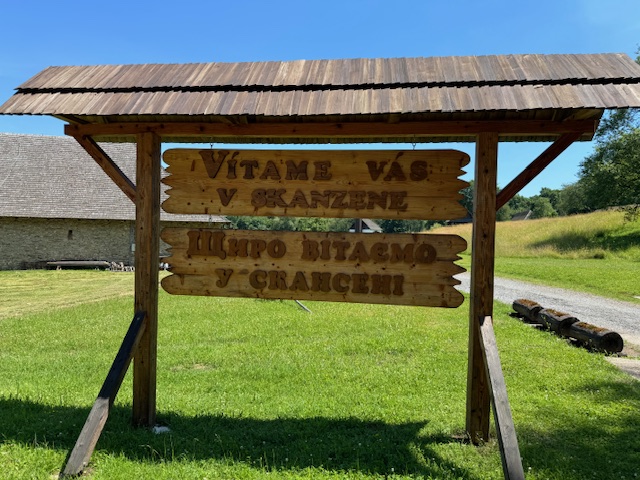 Vítame vás
v skanzene
Щиро вітаємо
у скансені